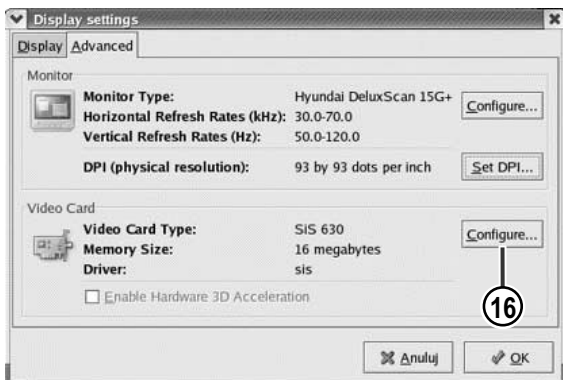 Display settings
Display Advanced
Monitor
Monitor Type: Hyundai DeluxScan 15G+
Configure...
Horizontal Refresh Rates (kHz): 30.0-70.0
Vertical Refresh Rates (Hz): 50.0-120.0
DPI (physical resolution): 93 by 93 dots per inch
Set DPI...
Video Card
Video Card Type: SiS 630
Configure...
Memory Size: 16 megabytes
Driver: sis
Enable Hardware 3D Acceleration
16
Anuluj OK